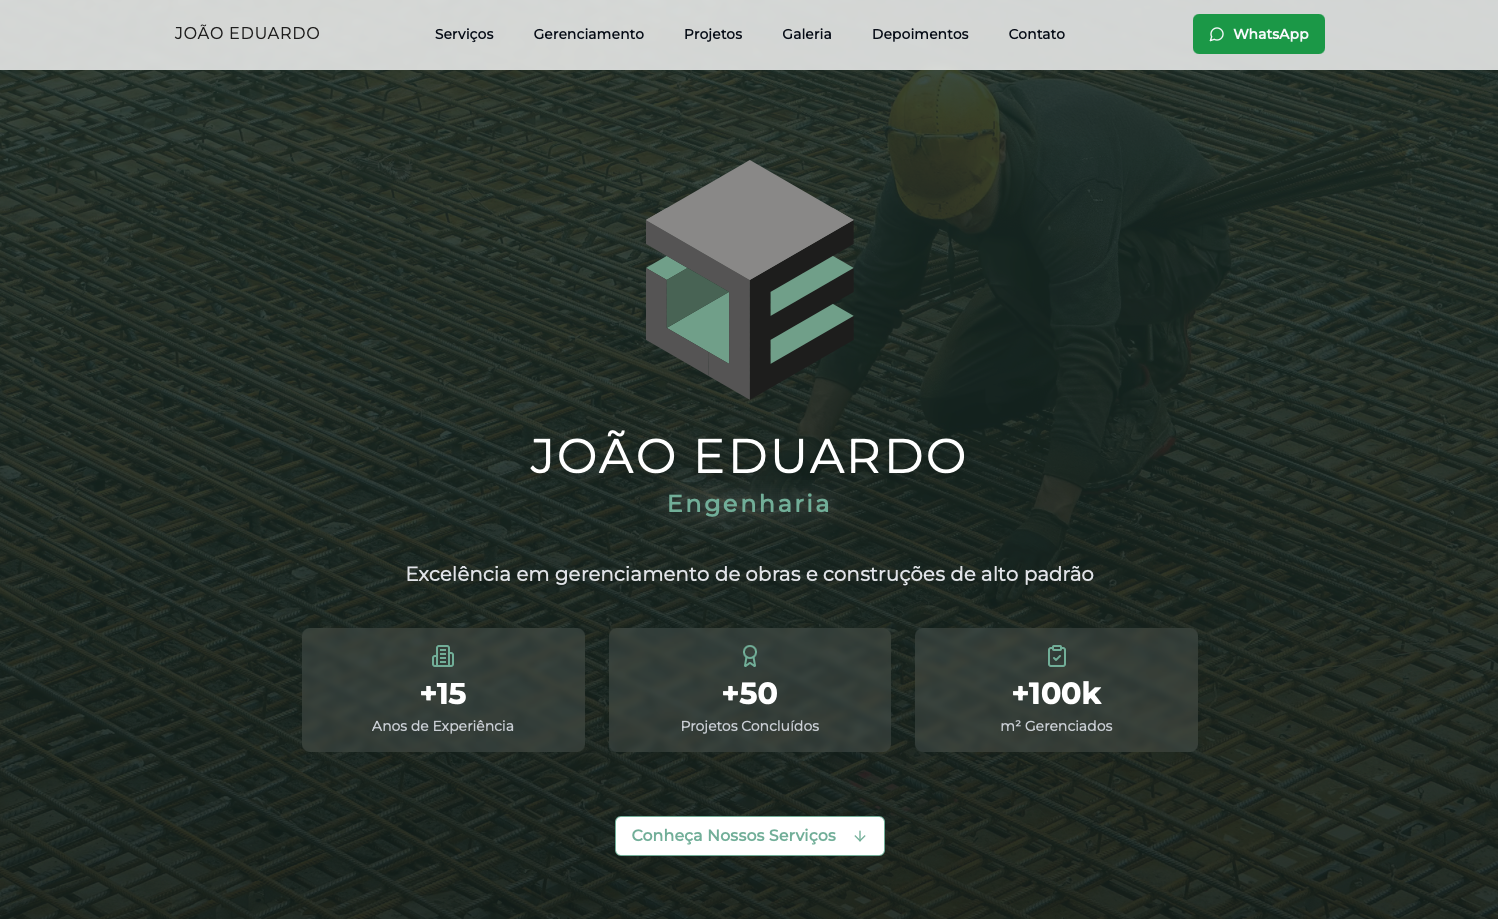 JOÃO EDUARDO
Serviços
Gerenciamento
Projetos
Galeria
Depoimentos
Contato
WhatsApp
JOÃO EDUARDO
Engenharia
Excelência em gerenciamento de obras e construções de alto padrão
+15
Anos de Experiência
+50
Projetos Concluídos
+100k
m² Gerenciados
Conheça Nossos Serviços